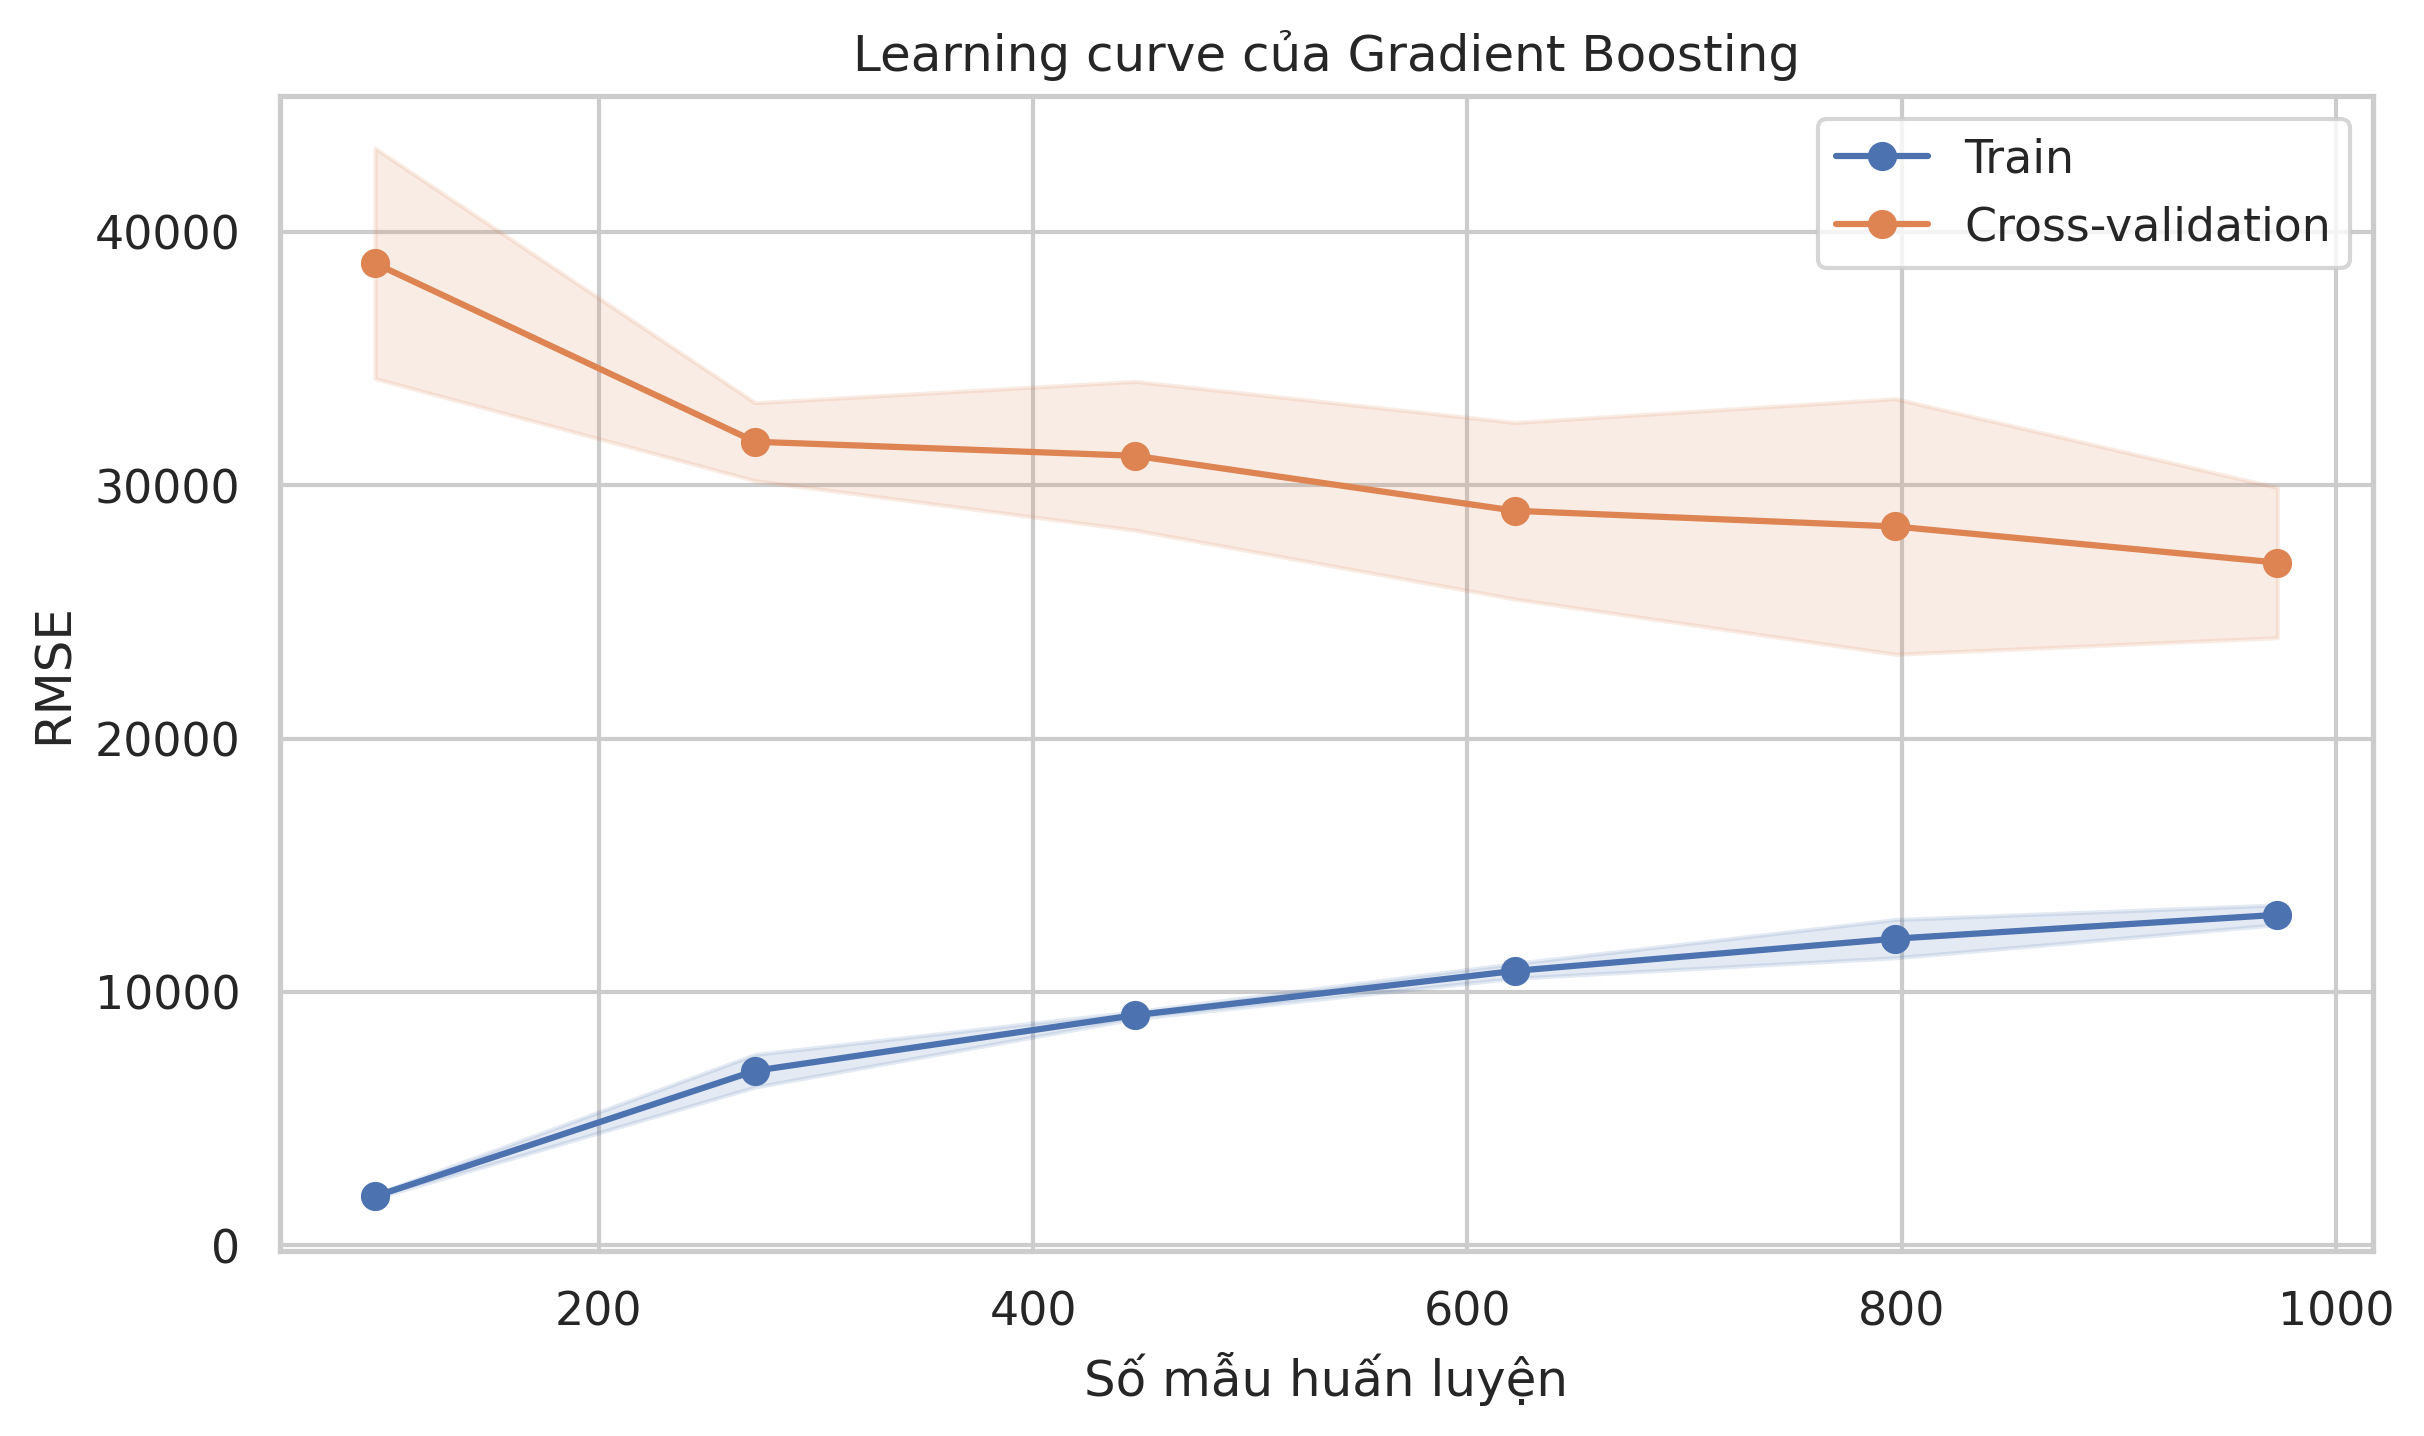 Learning curve của Gradient Boosting
Train
Cross-validation
40000
30000
20000
10000
0
RMSE
200 400 600 800 1000
Số mẫu huấn luyện